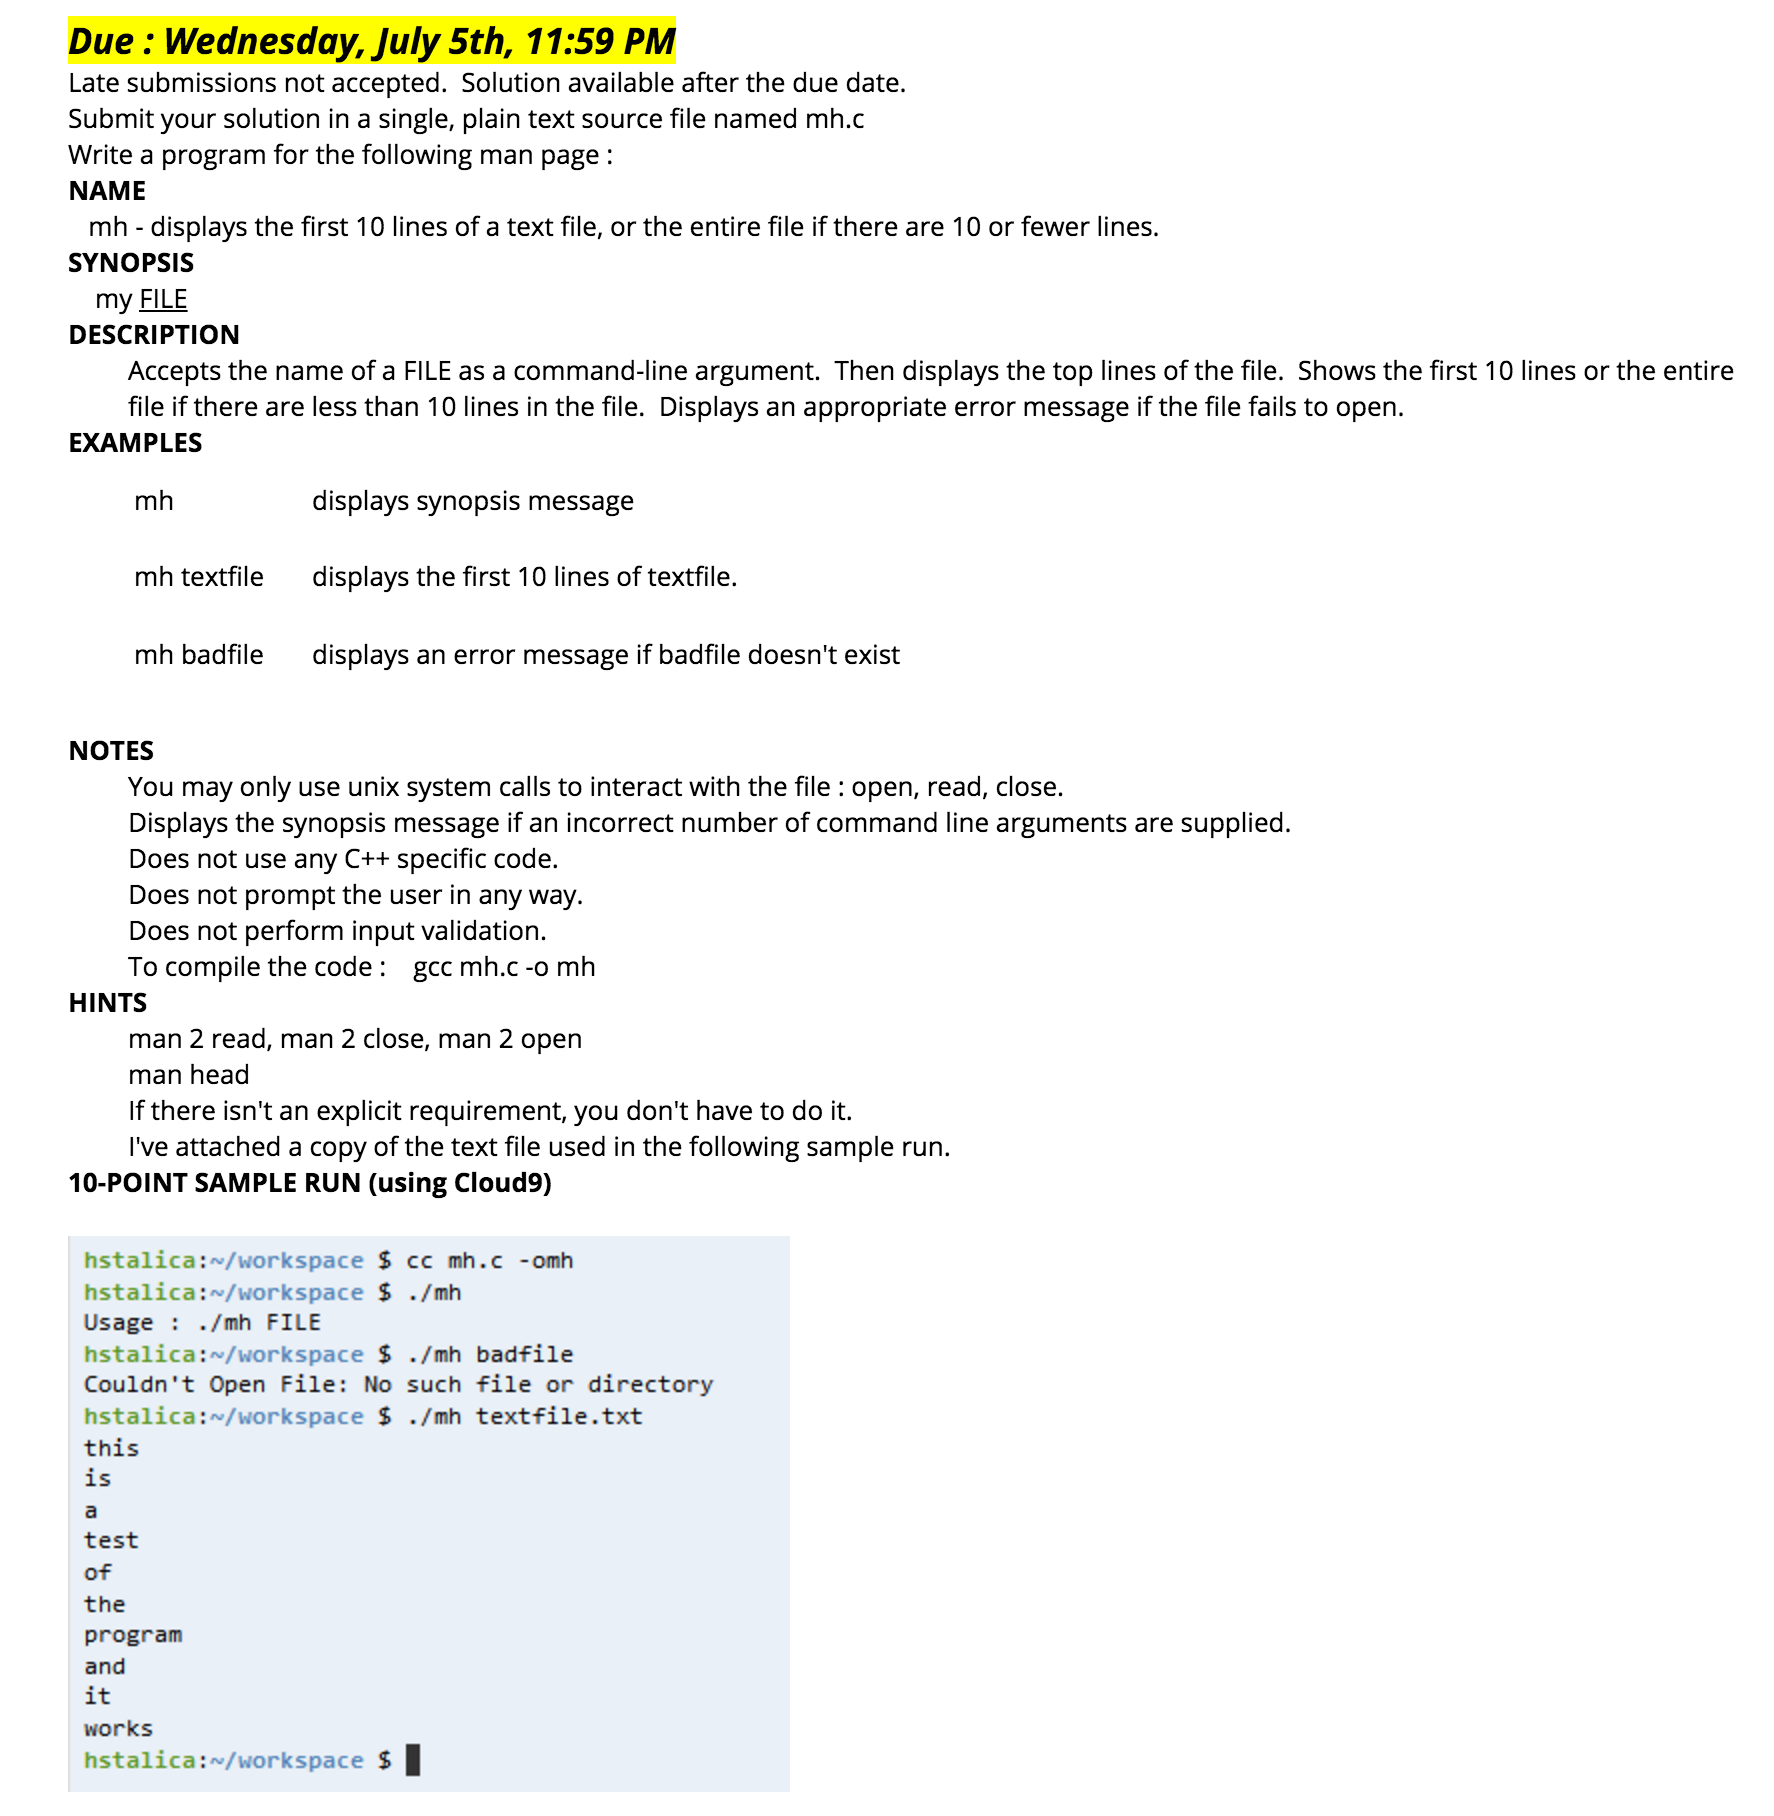 Due : Wednesday, July 5th, 11:59 PM
Late submissions not accepted.  Solution available after the due date.
Submit your solution in a single, plain text source file named mh.c
Write a program for the following man page :
NAME
mh - displays the first 10 lines of a text file, or the entire file if there are 10 or fewer lines.
SYNOPSIS
my FILE
DESCRIPTION
Accepts the name of a FILE as a command-line argument.  Then displays the top lines of the file.  Shows the first 10 lines or the entire
file if there are less than 10 lines in the file.  Displays an appropriate error message if the file fails to open.
EXAMPLES
mh displays synopsis message
mh textfile displays the first 10 lines of textfile.
mh badfile displays an error message if badfile doesn't exist
NOTES
You may only use unix system calls to interact with the file : open, read, close.
Displays the synopsis message if an incorrect number of command line arguments are supplied.
Does not use any C++ specific code.
Does not prompt the user in any way.
Does not perform input validation.
To compile the code :   gcc mh.c -o mh
HINTS
man 2 read, man 2 close, man 2 open
man head
If there isn't an explicit requirement, you don't have to do it.
I've attached a copy of the text file used in the following sample run.
10-POINT SAMPLE RUN (using Cloud9)
hstalica:~/workspace $ cc mh.c -omh
hstalica:~/workspace $ ./mh
Usage : ./mh FILE
hstalica:~/workspace $ ./mh badfile
Couldn't Open File: No such file or directory
hstalica:~/workspace $ ./mh textfile.txt
this
is
a
test
of
the
program
and
it
works
hstalica:~/workspace $